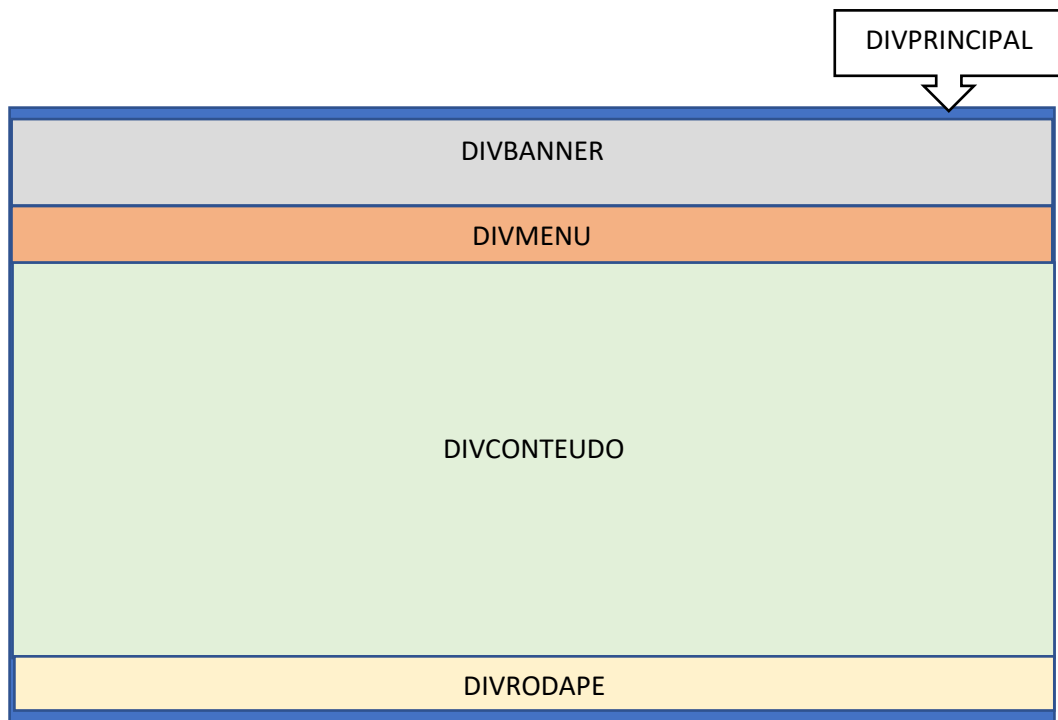 DIVPRINCIPAL
DIVBANNER
DIVMENU
DIVCONTEUDO
DIVRODAPE